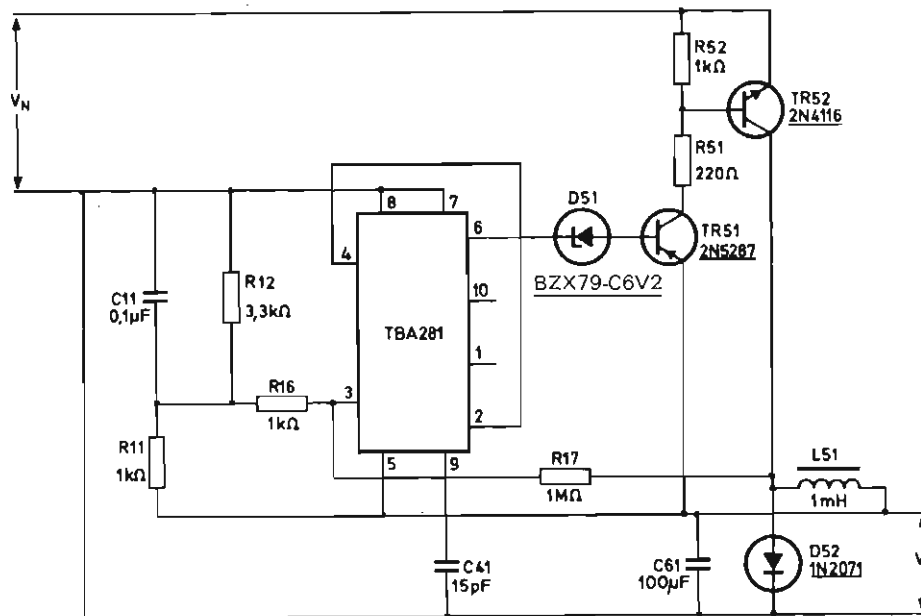 R52
1kΩ
V_N
TR52
2N4116
R51
220Ω
8
7
D51
4
6
TR51
2N5287
R12
3,3kΩ
C11
0,1µF
BZX79-C6V2
10
TBA281
1
R16
1kΩ
3
2
R11
1kΩ
5
9
R17
1MΩ
L51
1mH
C41
15pF
C61
100µF
D52
1N2071
V